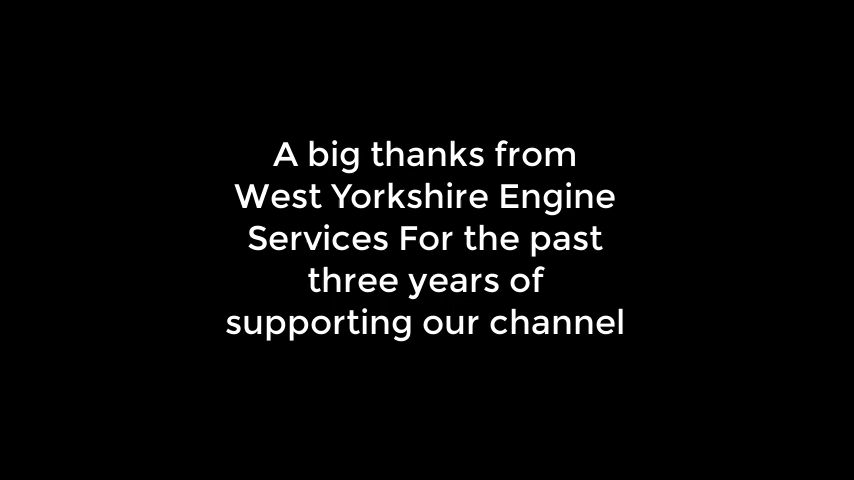 A big thanks from
West Yorkshire Engine
Services For the past
three years of
supporting our channel